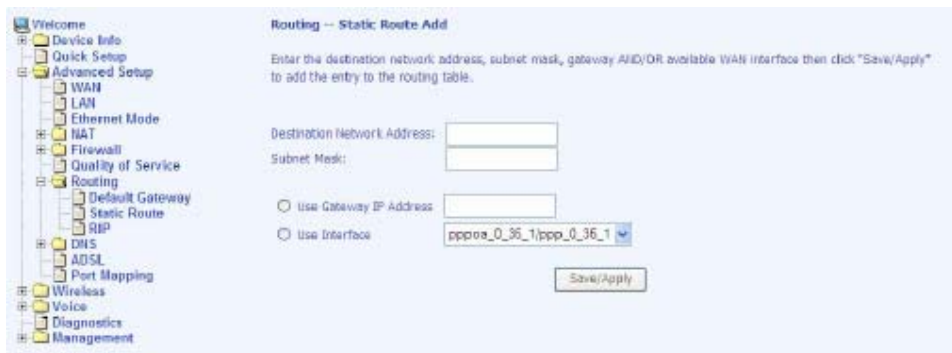 Welcome
Device Info
Quick Setup
Advanced Setup
WAN
LAN
Ethernet Mode
NAT
Firewall
Quality of Service
Routing
Default Gateway
Static Route
RIP
DNS
ADSL
Port Mapping
Wireless
Voice
Diagnostics
Management
Routing -- Static Route Add
Enter the destination network address, subnet mask, gateway AND/OR available WAN interface then click "Save/Apply"
to add the entry to the routing table.
Destination Network Address:
Subnet Mask:
Use Gateway IP Address
Use Interface pppoa_0_35_1/ppp_0_35_1
Save/Apply